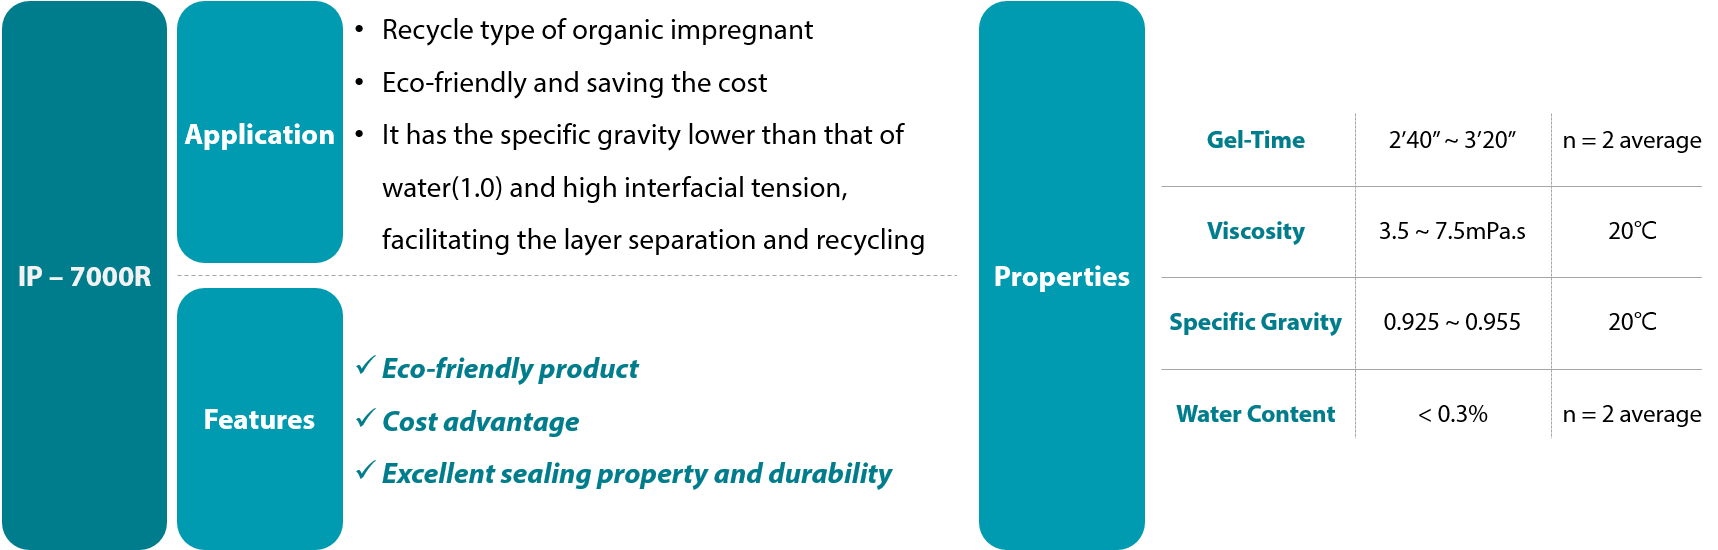 IP – 7000R
Application
• Recycle type of organic impregnant
• Eco-friendly and saving the cost
• It has the specific gravity lower than that of
water(1.0) and high interfacial tension,
facilitating the layer separation and recycling
Features
✓ Eco-friendly product
✓ Cost advantage
✓ Excellent sealing property and durability
Properties
Gel-Time 2’40” ~ 3’20” n = 2 average
Viscosity 3.5 ~ 7.5mPa.s 20℃
Specific Gravity 0.925 ~ 0.955 20℃
Water Content < 0.3% n = 2 average